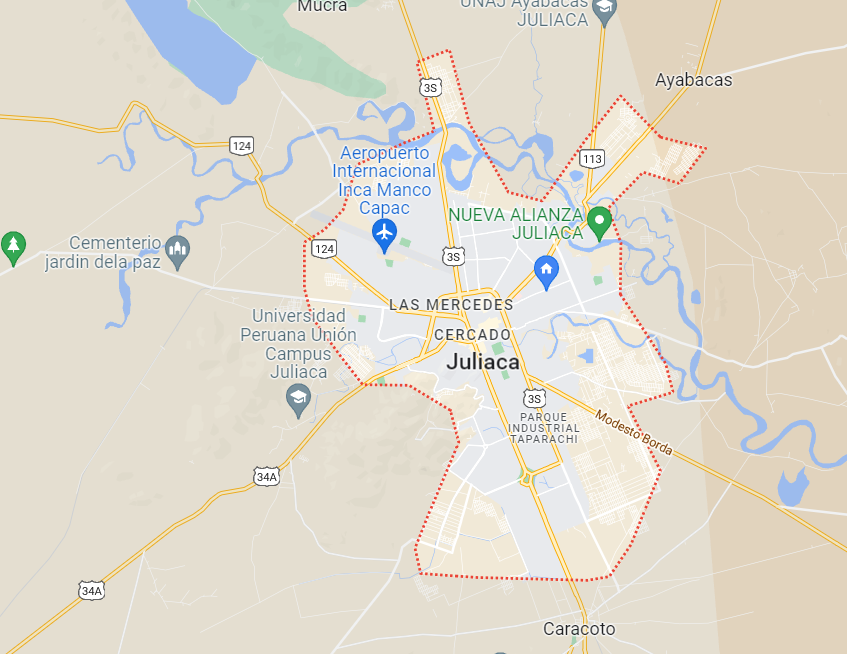 Mucra
UNAJ Ayabacas
JULIACA
Ayabacas
3S
124
113
Aeropuerto
Internacional
Inca Manco
Capac
NUEVA ALIANZA
JULIACA
Cementerio
jardin dela paz
124
3S
LAS MERCEDES
Universidad
Peruana Unión
Campus
Juliaca
CERCADO
Juliaca
3S
PARQUE
INDUSTRIAL
TAPARACHI
Modesto Borda
34A
34A
Caracoto